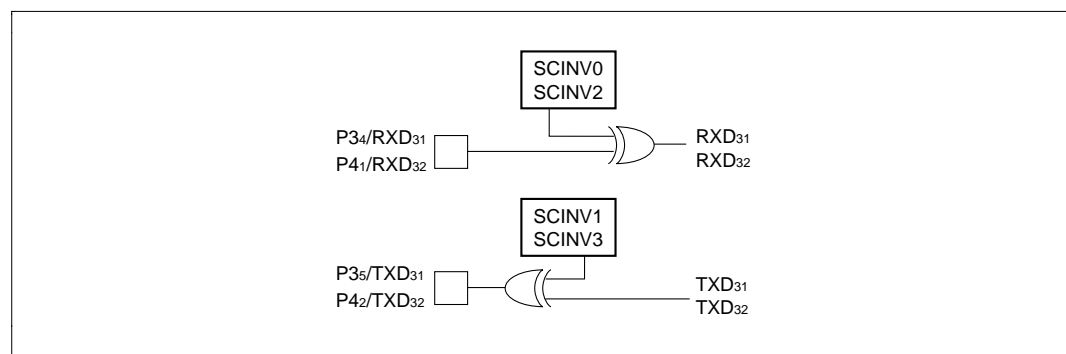 SCINV0
SCINV2
P3₄/RXD₃₁
P4₁/RXD₃₂
RXD₃₁
RXD₃₂
SCINV1
SCINV3
P3₅/TXD₃₁
P4₂/TXD₃₂
TXD₃₁
TXD₃₂